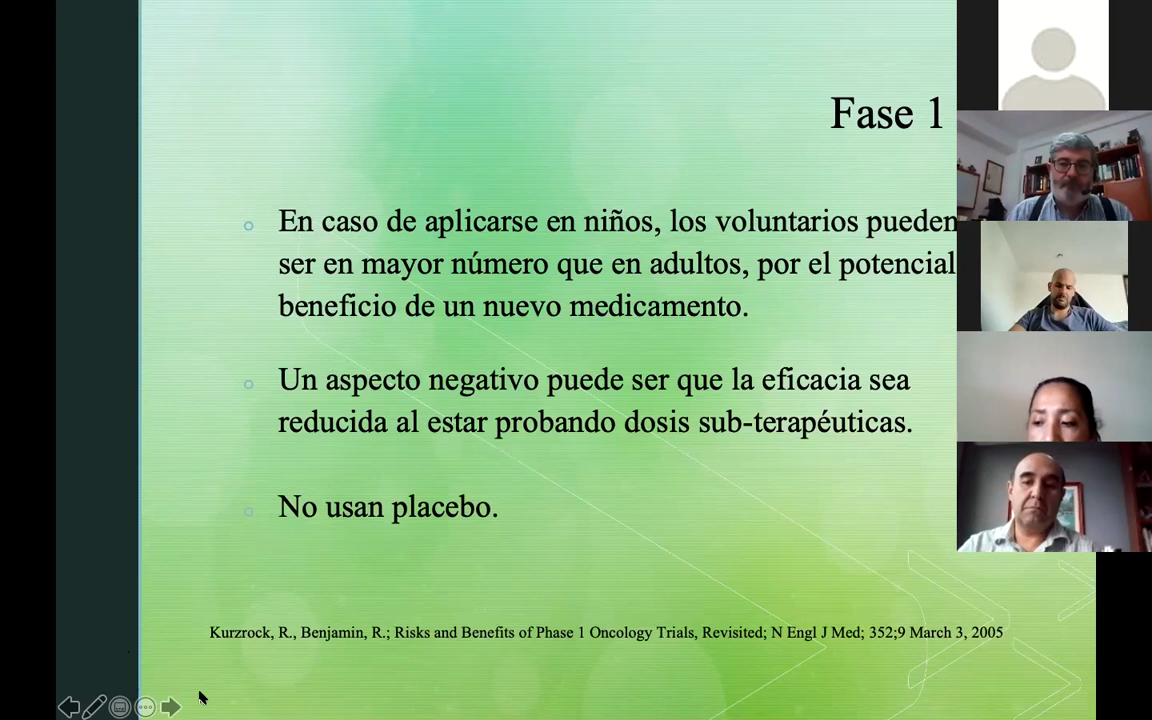 Fase 1
En caso de aplicarse en niños, los voluntarios pueden
ser en mayor número que en adultos, por el potencial
beneficio de un nuevo medicamento.
Un aspecto negativo puede ser que la eficacia sea
reducida al estar probando dosis sub-terapéuticas.
No usan placebo.
Kurzrock, R., Benjamin, R.; Risks and Benefits of Phase 1 Oncology Trials, Revisited; N Engl J Med; 352;9 March 3, 2005